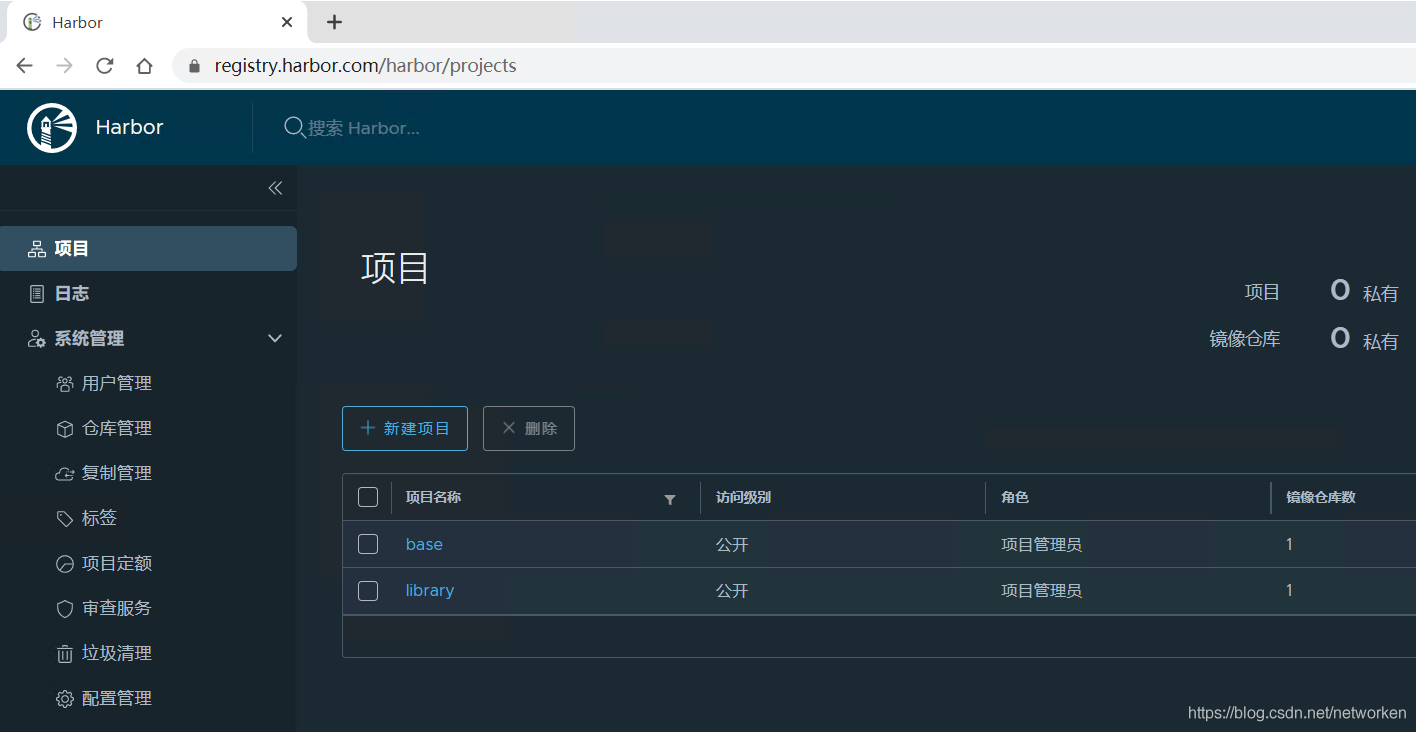 Harbor
registry.harbor.com/harbor/projects
Harbor
搜索 Harbor...
项目
日志
系统管理
用户管理
仓库管理
复制管理
标签
项目定额
审查服务
垃圾清理
配置管理
项目
项目 0 私有
镜像仓库 0 私有
新建项目 删除
项目名称 访问级别 角色 镜像仓库数
base 公开 项目管理员 1
library 公开 项目管理员 1
https://blog.csdn.net/networken